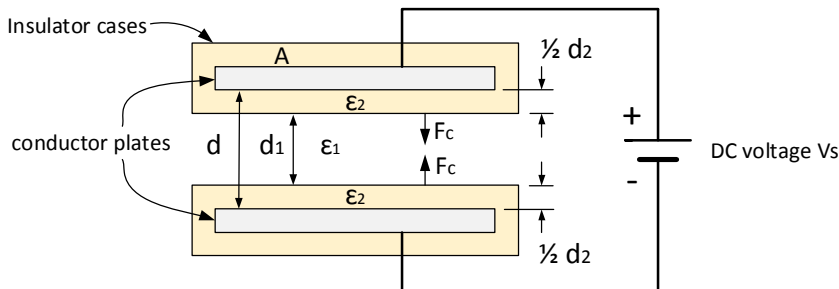 Insulator cases
A
½ d2
ε2
Fc
+
conductor plates
d
d1
ε1
DC voltage Vs
Fc
-
ε2
½ d2